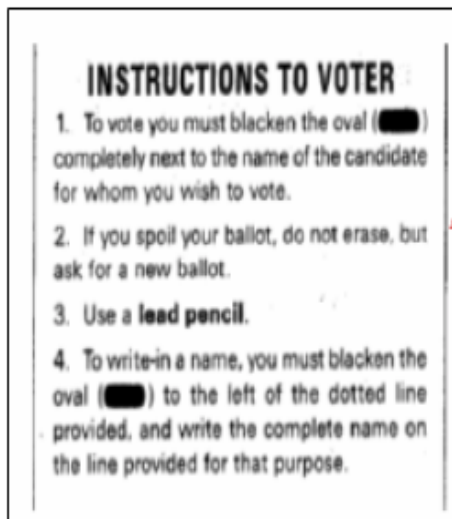 INSTRUCTIONS TO VOTER
1. To vote you must blacken the oval ( )
completely next to the name of the candidate
for whom you wish to vote.
2. If you spoil your ballot, do not erase, but
ask for a new ballot.
3. Use a lead pencil.
4. To write-in a name, you must blacken the
oval ( ) to the left of the dotted line
provided, and write the complete name on
the line provided for that purpose.